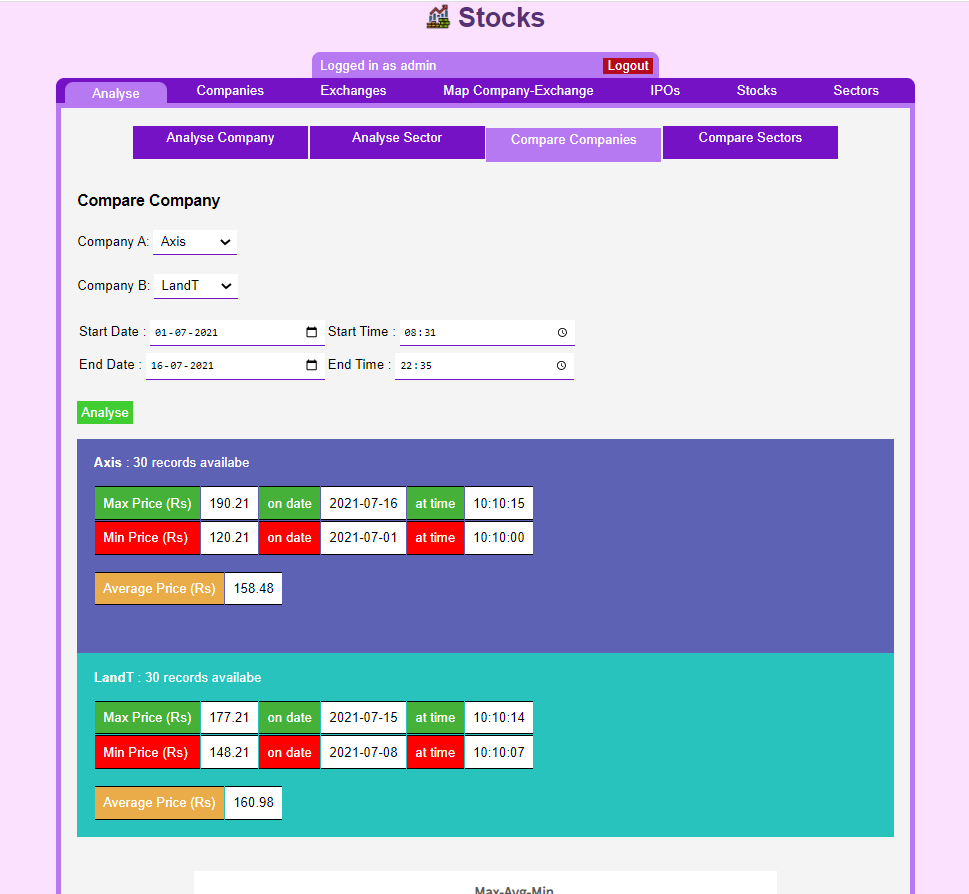 Stocks
Logged in as admin Logout
Analyse Companies Exchanges Map Company-Exchange IPOs Stocks Sectors
Analyse Company Analyse Sector Compare Companies Compare Sectors
Compare Company
Company A: Axis
Company B: LandT
Start Date : 01-07-2021 Start Time : 08:31
End Date : 16-07-2021 End Time : 22:35
Analyse
Axis : 30 records availabe
Max Price (Rs) 190.21 on date 2021-07-16 at time 10:10:15
Min Price (Rs) 120.21 on date 2021-07-01 at time 10:10:00
Average Price (Rs) 158.48
LandT : 30 records availabe
Max Price (Rs) 177.21 on date 2021-07-15 at time 10:10:14
Min Price (Rs) 148.21 on date 2021-07-08 at time 10:10:07
Average Price (Rs) 160.98
Max-Avg-Min